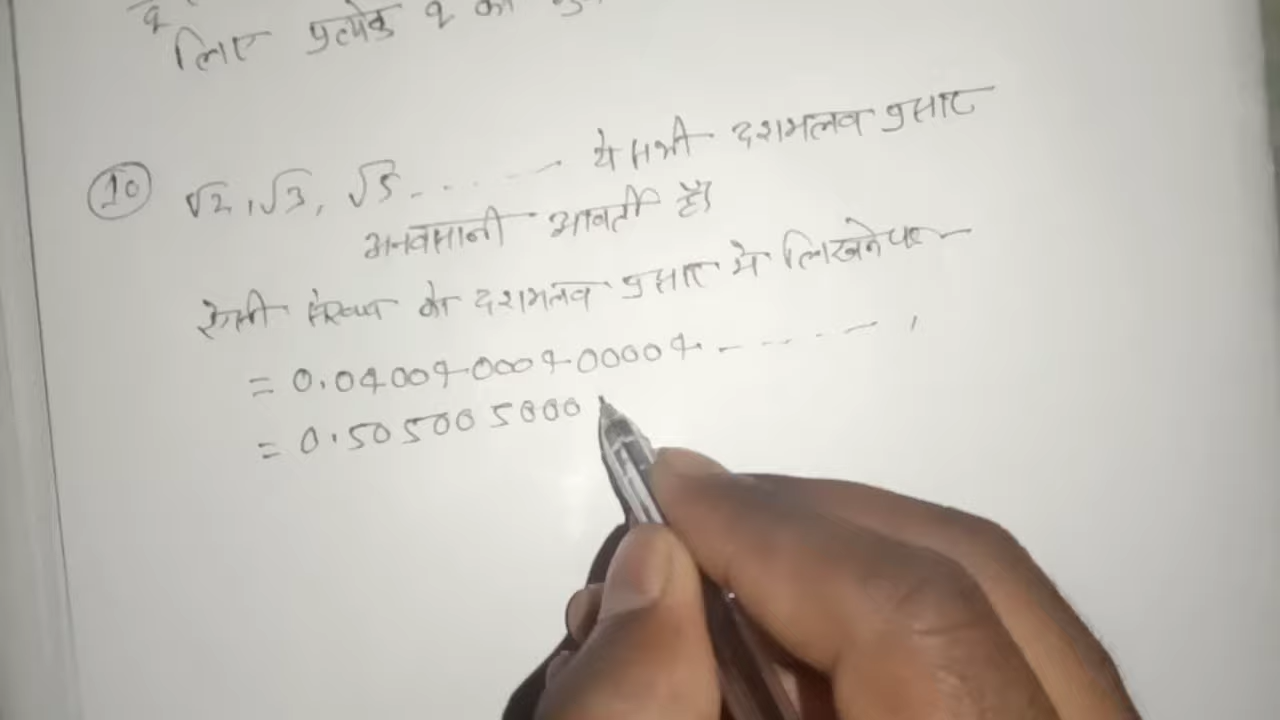 लिए प्रत्येक q का
(10) √2, √3, √5 - - - - - ये सभी दशमलव प्रसार
अनवसानी आवर्ती है।
ऐसी संख्या को दशमलव प्रसार मे लिखने पर -
= 0.04004000400004 - - - - - - ,
= 0.505005000